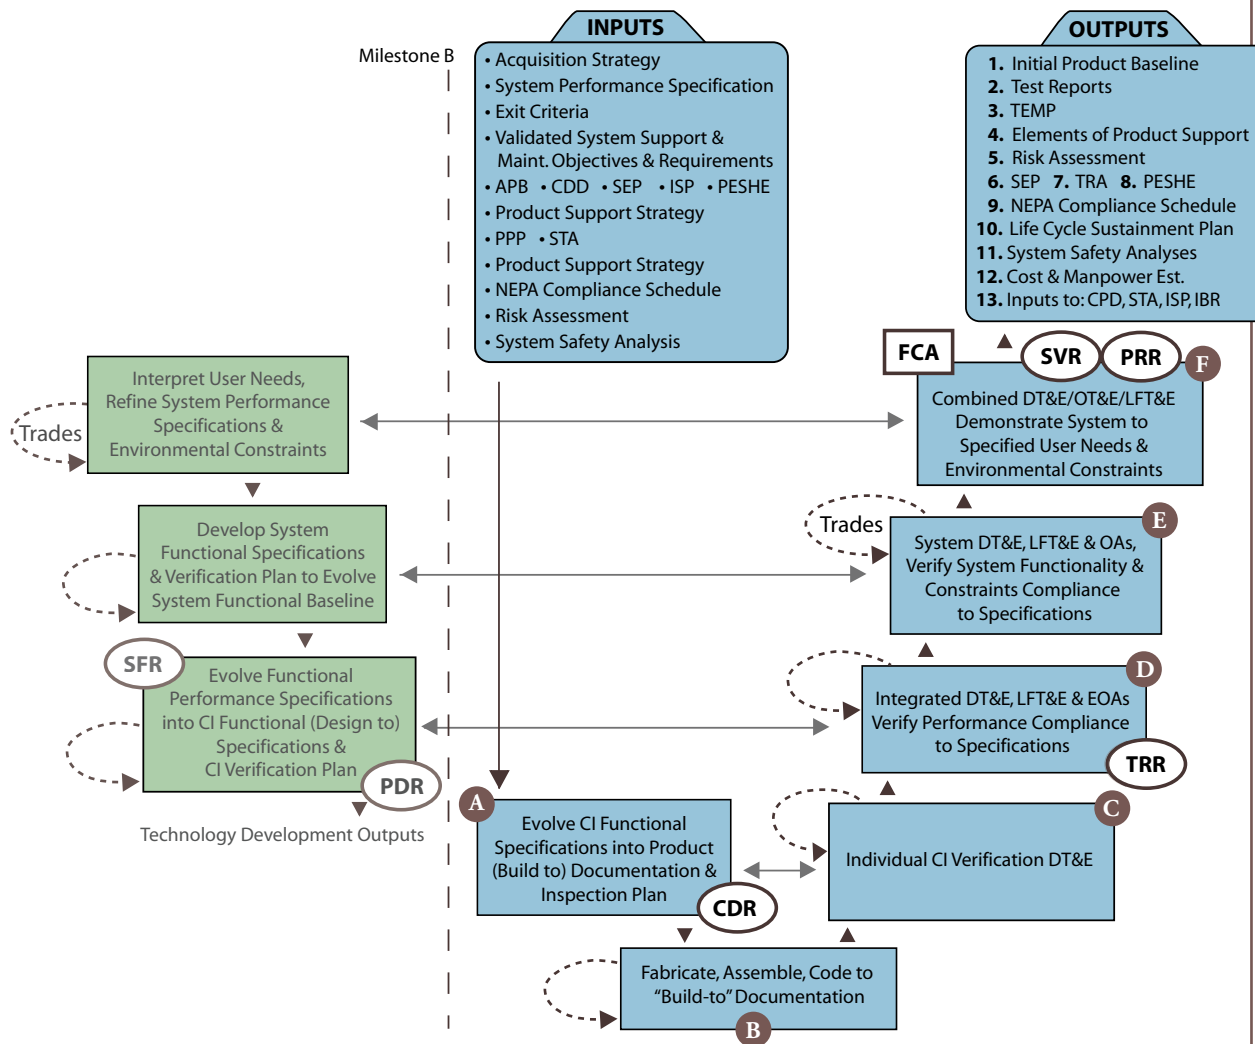 Milestone B
INPUTS
• Acquisition Strategy
• System Performance Specification
• Exit Criteria
• Validated System Support &
Maint. Objectives & Requirements
• APB • CDD • SEP • ISP • PESHE
• Product Support Strategy
• PPP • STA
• Product Support Strategy
• NEPA Compliance Schedule
• Risk Assessment
• System Safety Analysis
OUTPUTS
1. Initial Product Baseline
2. Test Reports
3. TEMP
4. Elements of Product Support
5. Risk Assessment
6. SEP 7. TRA 8. PESHE
9. NEPA Compliance Schedule
10. Life Cycle Sustainment Plan
11. System Safety Analyses
12. Cost & Manpower Est.
13. Inputs to: CPD, STA, ISP, IBR
Interpret User Needs,
Refine System Performance
Specifications &
Environmental Constraints
Trades
Develop System
Functional Specifications
& Verification Plan to Evolve
System Functional Baseline
SFR
Evolve Functional
Performance Specifications
into CI Functional (Design to)
Specifications &
CI Verification Plan
PDR
Technology Development Outputs
A
Evolve CI Functional
Specifications into Product
(Build to) Documentation &
Inspection Plan
CDR
Fabricate, Assemble, Code to
“Build-to” Documentation
B
C
Individual CI Verification DT&E
D
Integrated DT&E, LFT&E & EOAs
Verify Performance Compliance
to Specifications
TRR
E
Trades
System DT&E, LFT&E & OAs,
Verify System Functionality &
Constraints Compliance
to Specifications
FCA
SVR
PRR
F
Combined DT&E/OT&E/LFT&E
Demonstrate System to
Specified User Needs &
Environmental Constraints